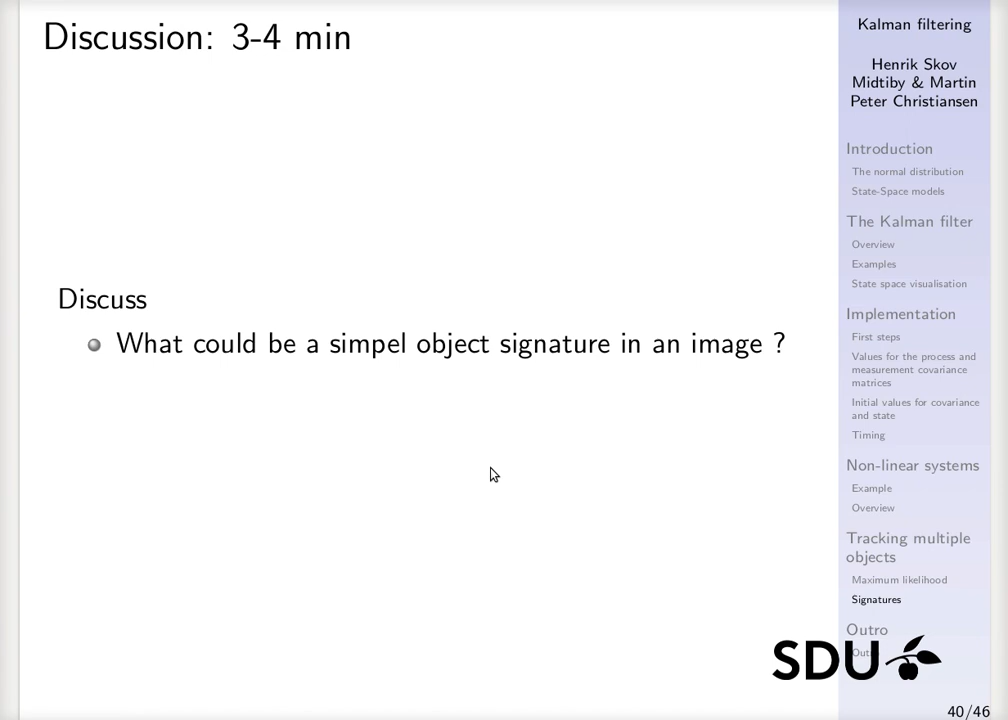 Discussion: 3-4 min
Discuss
What could be a simpel object signature in an image ?
Kalman filtering
Henrik Skov
Midtiby & Martin
Peter Christiansen
Introduction
The normal distribution
State-Space models
The Kalman filter
Overview
Examples
State space visualisation
Implementation
First steps
Values for the process and
measurement covariance
matrices
Initial values for covariance
and state
Timing
Non-linear systems
Example
Overview
Tracking multiple
objects
Maximum likelihood
Signatures
Outro
SDU
40/46